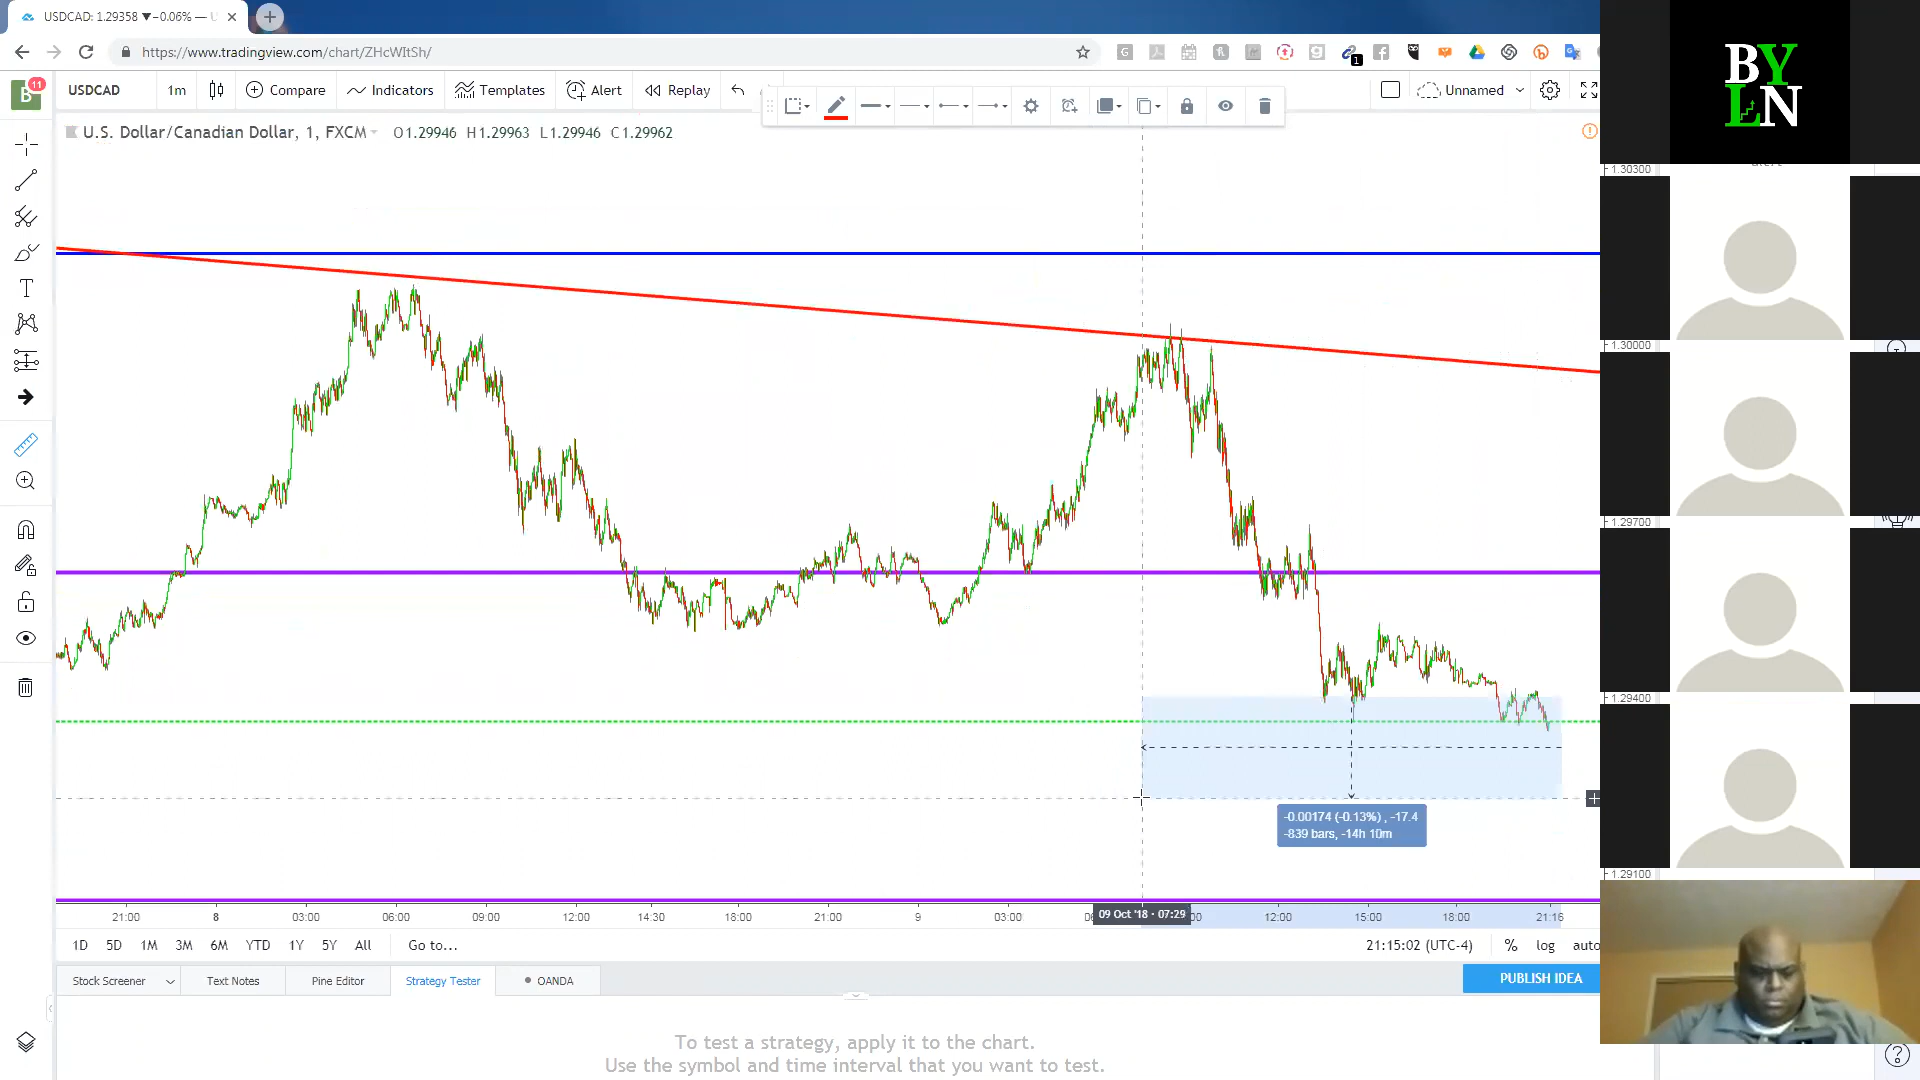 USDCAD: 1.29358 ▼−0.06% —
https://www.tradingview.com/chart/ZHcWItSh/
11
B
USDCAD
1m
Compare
Indicators
Templates
Alert
Replay
Unnamed
U.S. Dollar/Canadian Dollar, 1, FXCM
O1.29946 H1.29963 L1.29946 C1.29962
1.30300
1.30000
1.29700
1.29400
1.29100
-0.00174 (-0.13%) , -17.4
-839 bars, -14h 10m
21:00 8 03:00 06:00 09:00 12:00 14:30 18:00 21:00 9 03:00 09 Oct '18 · 07:29 12:00 15:00 18:00 21:16
1D 5D 1M 3M 6M YTD 1Y 5Y All Go to...
21:15:02 (UTC-4) % log auto
Stock Screener Text Notes Pine Editor Strategy Tester OANDA
PUBLISH IDEA
To test a strategy, apply it to the chart.
Use the symbol and time interval that you want to test.
BY
LN